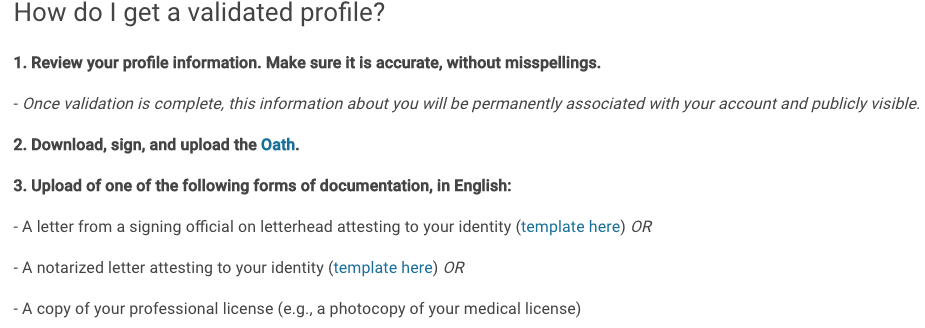 How do I get a validated profile?
1. Review your profile information. Make sure it is accurate, without misspellings.
- Once validation is complete, this information about you will be permanently associated with your account and publicly visible.
2. Download, sign, and upload the Oath.
3. Upload of one of the following forms of documentation, in English:
- A letter from a signing official on letterhead attesting to your identity (template here) OR
- A notarized letter attesting to your identity (template here) OR
- A copy of your professional license (e.g., a photocopy of your medical license)